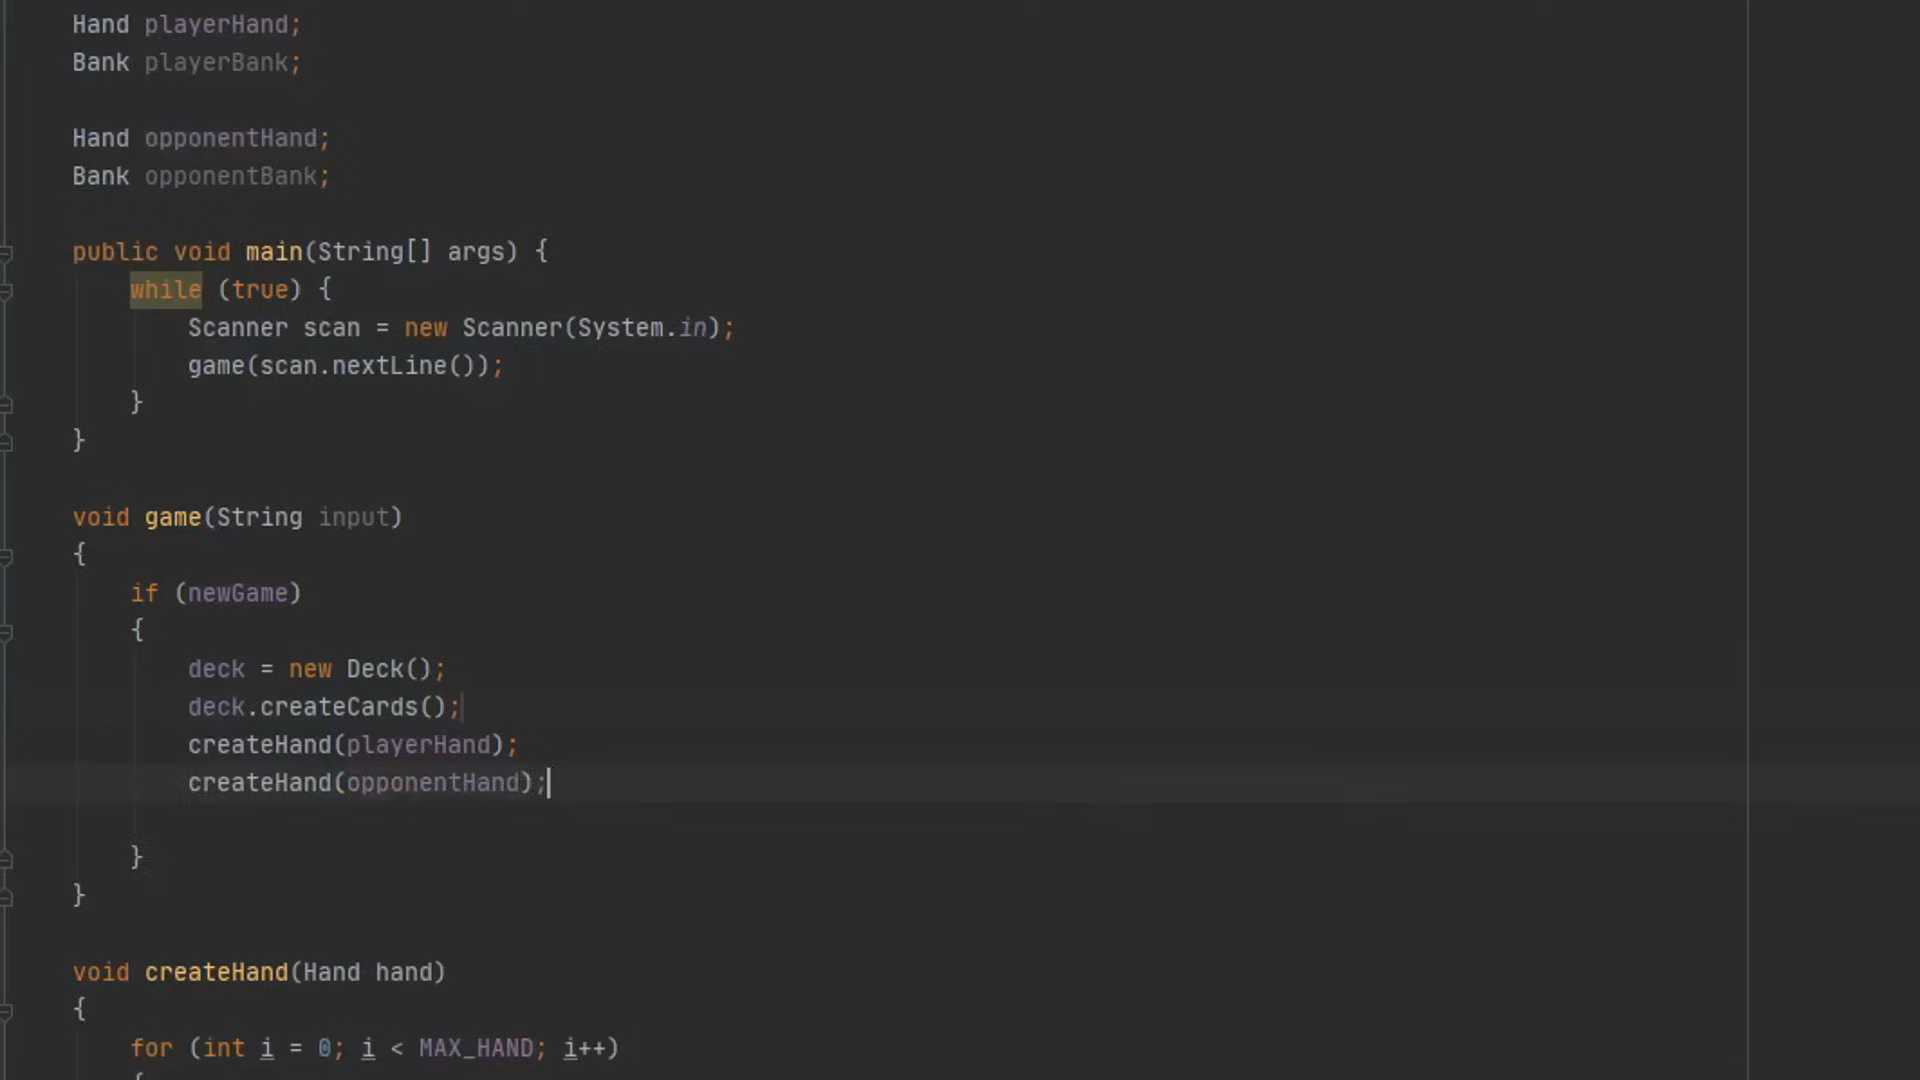 Hand playerHand;
Bank playerBank;
Hand opponentHand;
Bank opponentBank;
public void main(String[] args) {
while (true) {
Scanner scan = new Scanner(System.in);
game(scan.nextLine());
}
}
void game(String input)
{
if (newGame)
{
deck = new Deck();
deck.createCards();
createHand(playerHand);
createHand(opponentHand);
}
}
void createHand(Hand hand)
{
for (int i = 0; i < MAX_HAND; i++)
{